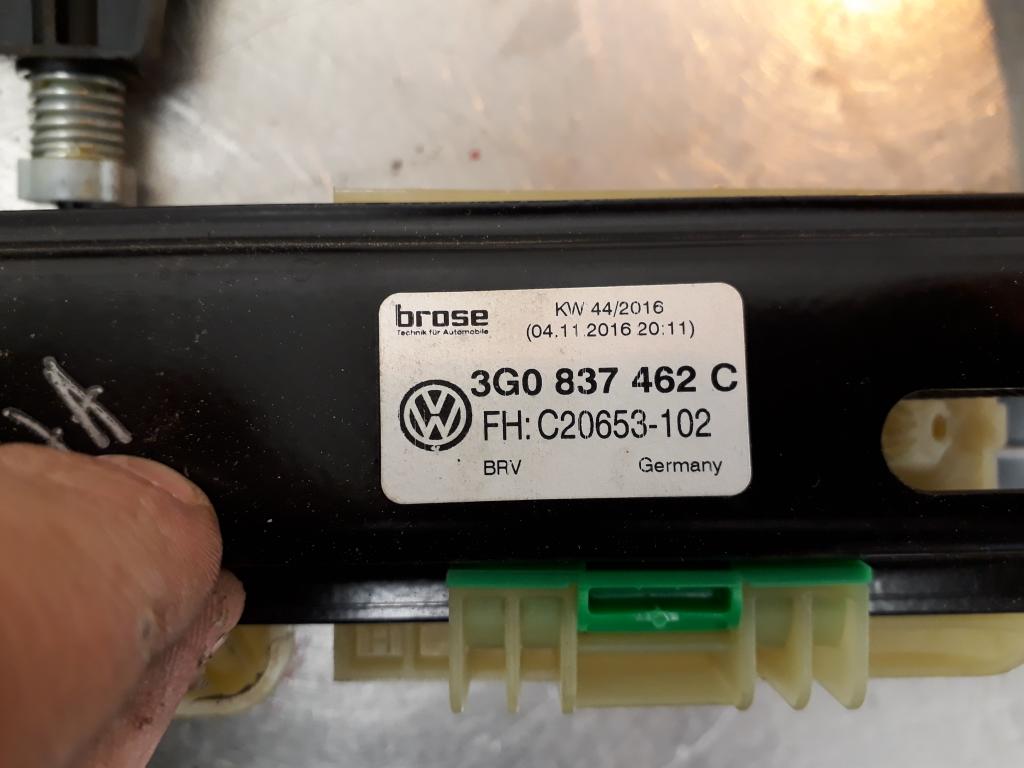 brose
Technik für Automobile
KW 44/2016
(04.11.2016 20:11)
3G0 837 462 C
FH: C20653-102
BRV Germany